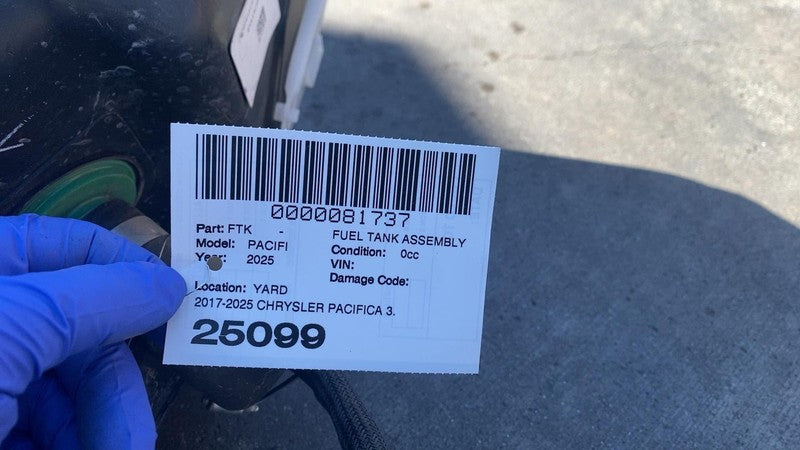 0000081737
Part: FTK - FUEL TANK ASSEMBLY
Model: PACIFI Condition: 0cc
Year: 2025 VIN:
Damage Code:
Location: YARD
2017-2025 CHRYSLER PACIFICA 3.
25099